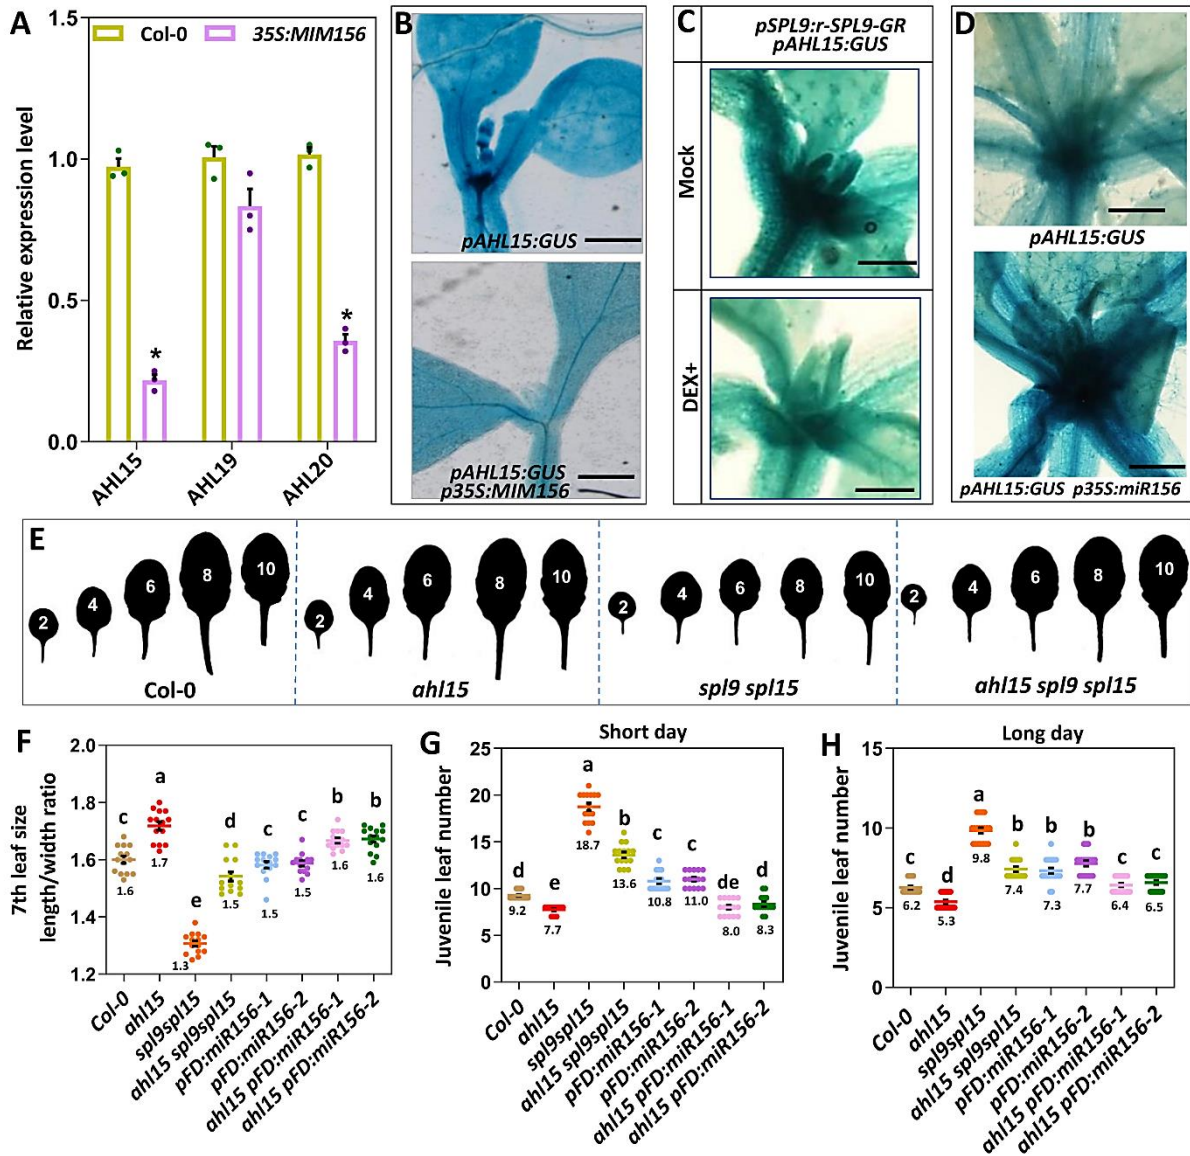 A
Col-0
35S:MIM156
Relative expression level
1.5
1.0
0.5
0.0
*
*
AHL15
AHL19
AHL20
B
pAHL15:GUS
pAHL15:GUS
p35S:MIM156
C
pSPL9:r-SPL9-GR
pAHL15:GUS
Mock
DEX+
D
pAHL15:GUS
pAHL15:GUS p35S:miR156
E
2
4
6
8
10
Col-0
2
4
6
8
10
ahl15
2
4
6
8
10
spl9 spl15
2
4
6
8
10
ahl15 spl9 spl15
F
7th leaf size
length/width ratio
2.0
1.8
1.6
1.4
1.2
c
a
e
d
c
c
b
b
1.6
1.7
1.3
1.5
1.5
1.5
1.6
1.6
Col-0
ahl15
spl9spl15
ahl15 spl9spl15
pFD:miR156-1
pFD:miR156-2
ahl15 pFD:miR156-1
ahl15 pFD:miR156-2
G
Short day
Juvenile leaf number
25
20
15
10
5
0
d
e
a
b
c
c
de
d
9.2
7.7
18.7
13.6
10.8
11.0
8.0
8.3
Col-0
ahl15
spl9spl15
ahl15 spl9spl15
pFD:miR156-1
pFD:miR156-2
ahl15 pFD:miR156-1
ahl15 pFD:miR156-2
H
Long day
Juvenile leaf number
15
10
5
0
c
d
a
b
b
b
c
c
6.2
5.3
9.8
7.4
7.3
7.7
6.4
6.5
Col-0
ahl15
spl9spl15
ahl15 spl9spl15
pFD:miR156-1
pFD:miR156-2
ahl15 pFD:miR156-1
ahl15 pFD:miR156-2